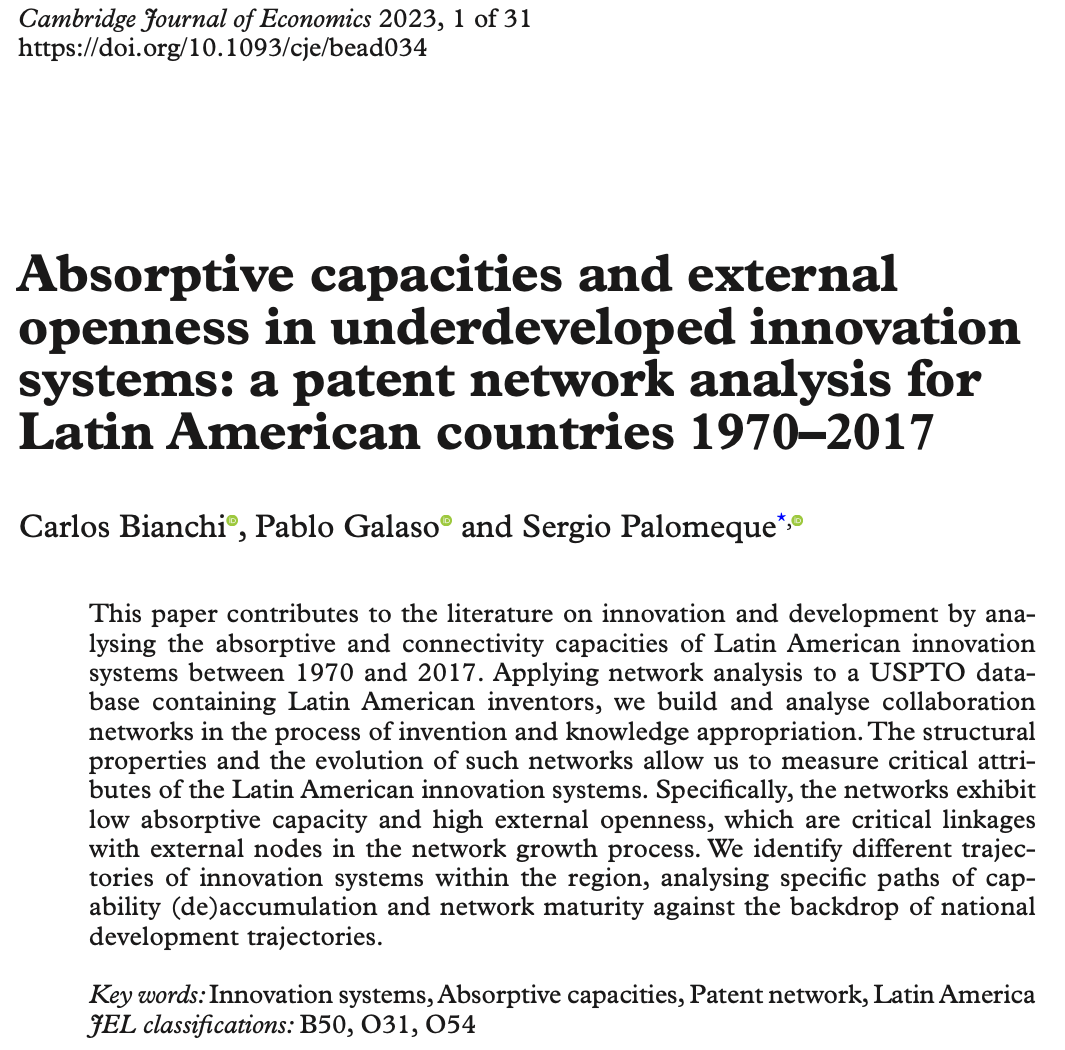 Cambridge Journal of Economics 2023, 1 of 31
https://doi.org/10.1093/cje/bead034
Absorptive capacities and external
openness in underdeveloped innovation
systems: a patent network analysis for
Latin American countries 1970–2017
Carlos Bianchi, Pablo Galaso and Sergio Palomeque*,
This paper contributes to the literature on innovation and development by ana-
lysing the absorptive and connectivity capacities of Latin American innovation
systems between 1970 and 2017. Applying network analysis to a USPTO data-
base containing Latin American inventors, we build and analyse collaboration
networks in the process of invention and knowledge appropriation. The structural
properties and the evolution of such networks allow us to measure critical attri-
butes of the Latin American innovation systems. Specifically, the networks exhibit
low absorptive capacity and high external openness, which are critical linkages
with external nodes in the network growth process. We identify different trajec-
tories of innovation systems within the region, analysing specific paths of cap-
ability (de)accumulation and network maturity against the backdrop of national
development trajectories.
Key words: Innovation systems, Absorptive capacities, Patent network, Latin America
JEL classifications: B50, O31, O54